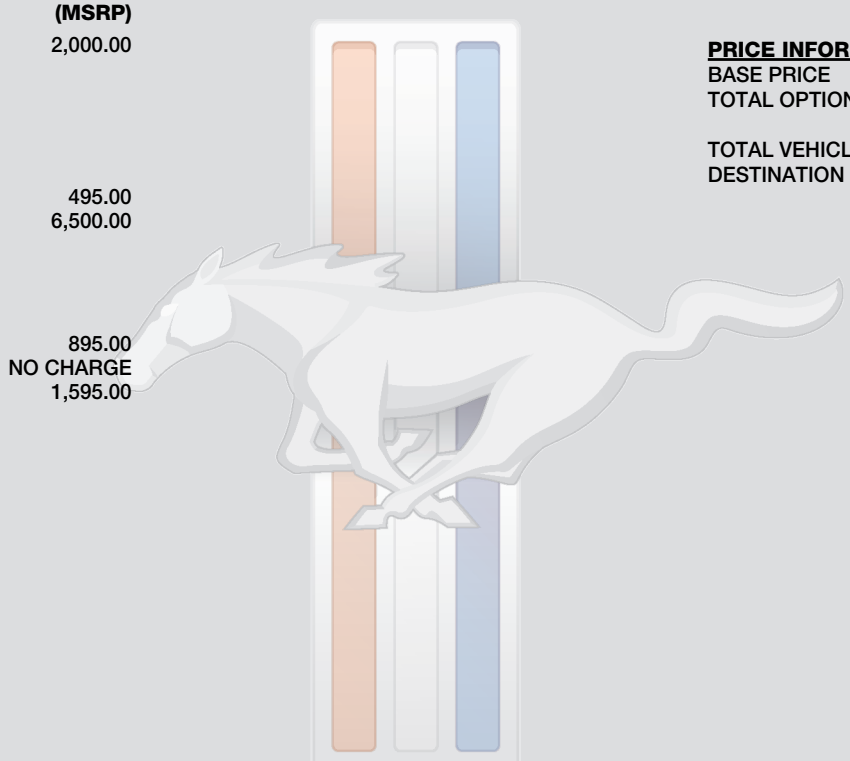 (MSRP)
2,000.00
495.00
6,500.00
895.00
NO CHARGE
1,595.00
PRICE INFOR
BASE PRICE
TOTAL OPTION
TOTAL VEHICL
DESTINATION